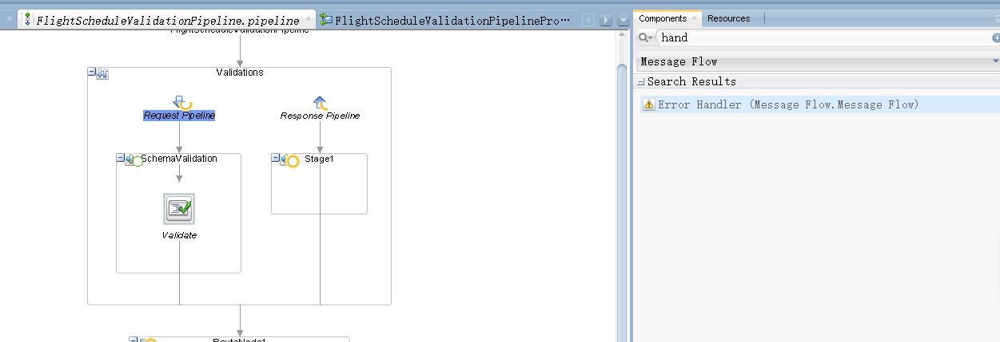 FlightScheduleValidationPipeline.pipeline
FlightScheduleValidationPipelinePro…
FlightScheduleValidationPipeline
Validations
Request Pipeline
Response Pipeline
SchemaValidation
Stage1
Validate
RouteNode1
Components
Resources
hand
Message Flow
Search Results
Error Handler (Message Flow.Message Flow)